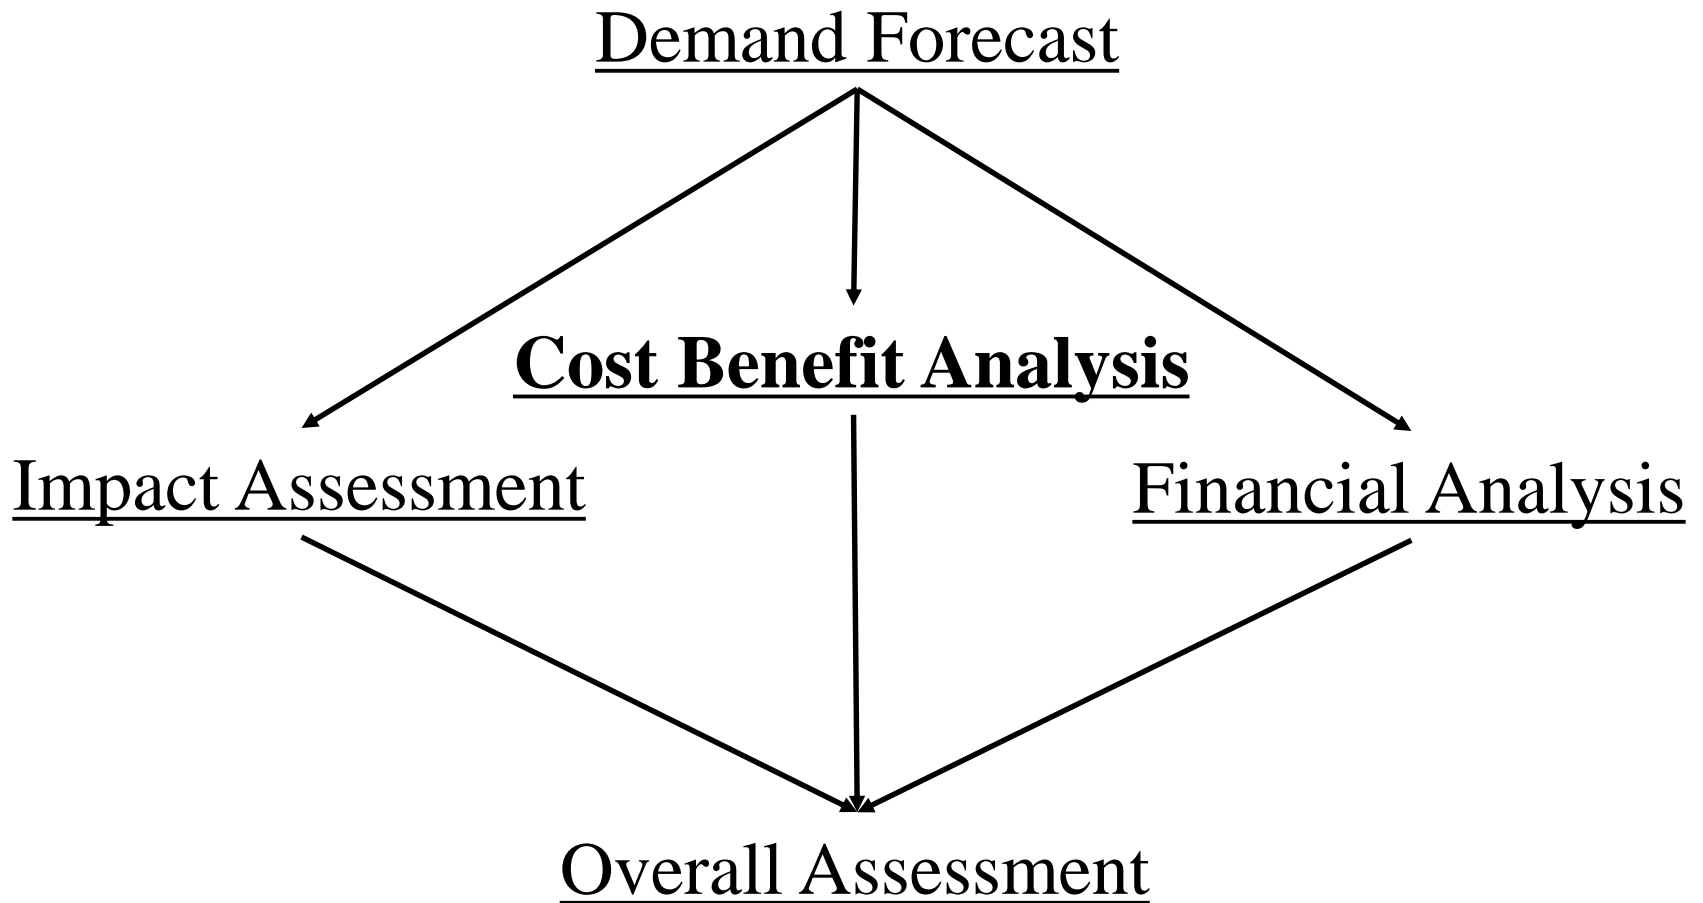 Demand Forecast
Cost Benefit Analysis
Impact Assessment
Financial Analysis
Overall Assessment